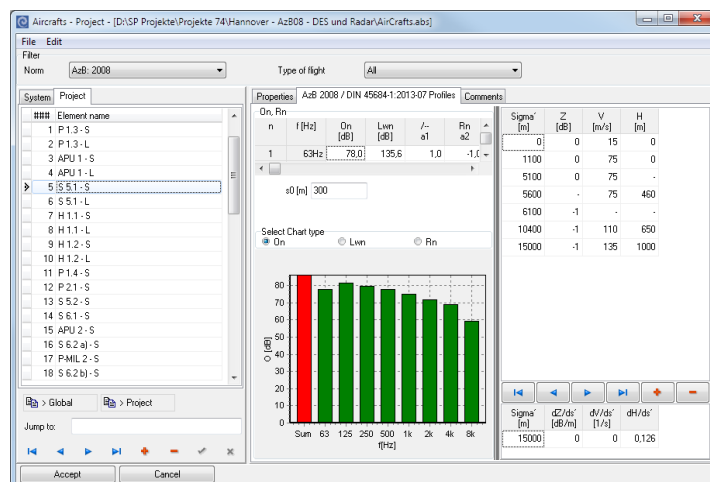 Aircrafts - Project - [D:\SP Projekte\Projekte 74\Hannover - AzB08 - DES und Radar\AirCrafts.abs]
File Edit
Filter
Norm AzB: 2008 Type of flight All
System Project
### Element name
1 P 1.3 - S
2 P 1.3 - L
3 APU 1 - S
4 APU 1 - L
5 S 5.1 - S
6 S 5.1 - L
7 H 1.1 - S
8 H 1.1 - L
9 H 1.2 - S
10 H 1.2 - L
11 P 1.4 - S
12 P 2.1 - S
13 S 5.2 - S
14 S 6.1 - S
15 APU 2 - S
16 S 6.2 a) - S
17 P-MIL 2 - S
18 S 6.2 b) - S
> Global > Project
Jump to:
Accept Cancel
Properties AzB 2008 / DIN 45684-1:2013-07 Profiles Comments
On, Rn
n f [Hz] On [dB] Lwn [dB] /-- a1 Rn a2
1 63Hz 78,0 135,6 1,0 -1,0
s0 [m] 300
Select Chart type
On Lwn Rn
O [dB]
80
70
60
50
40
30
20
10
0
Sum 63 125 250 500 1k 2k 4k 8k
f[Hz]
Sigma´ [m] Z [dB] V [m/s] H [m]
0 0 15 0
1100 0 75 0
5100 0 75 -
5600 - 75 460
6100 -1 - -
10400 -1 110 650
15000 -1 135 1000
Sigma´ [m] dZ/ds´ [dB/m] dV/ds´ [1/s] dH/ds´
15000 0 0 0,126